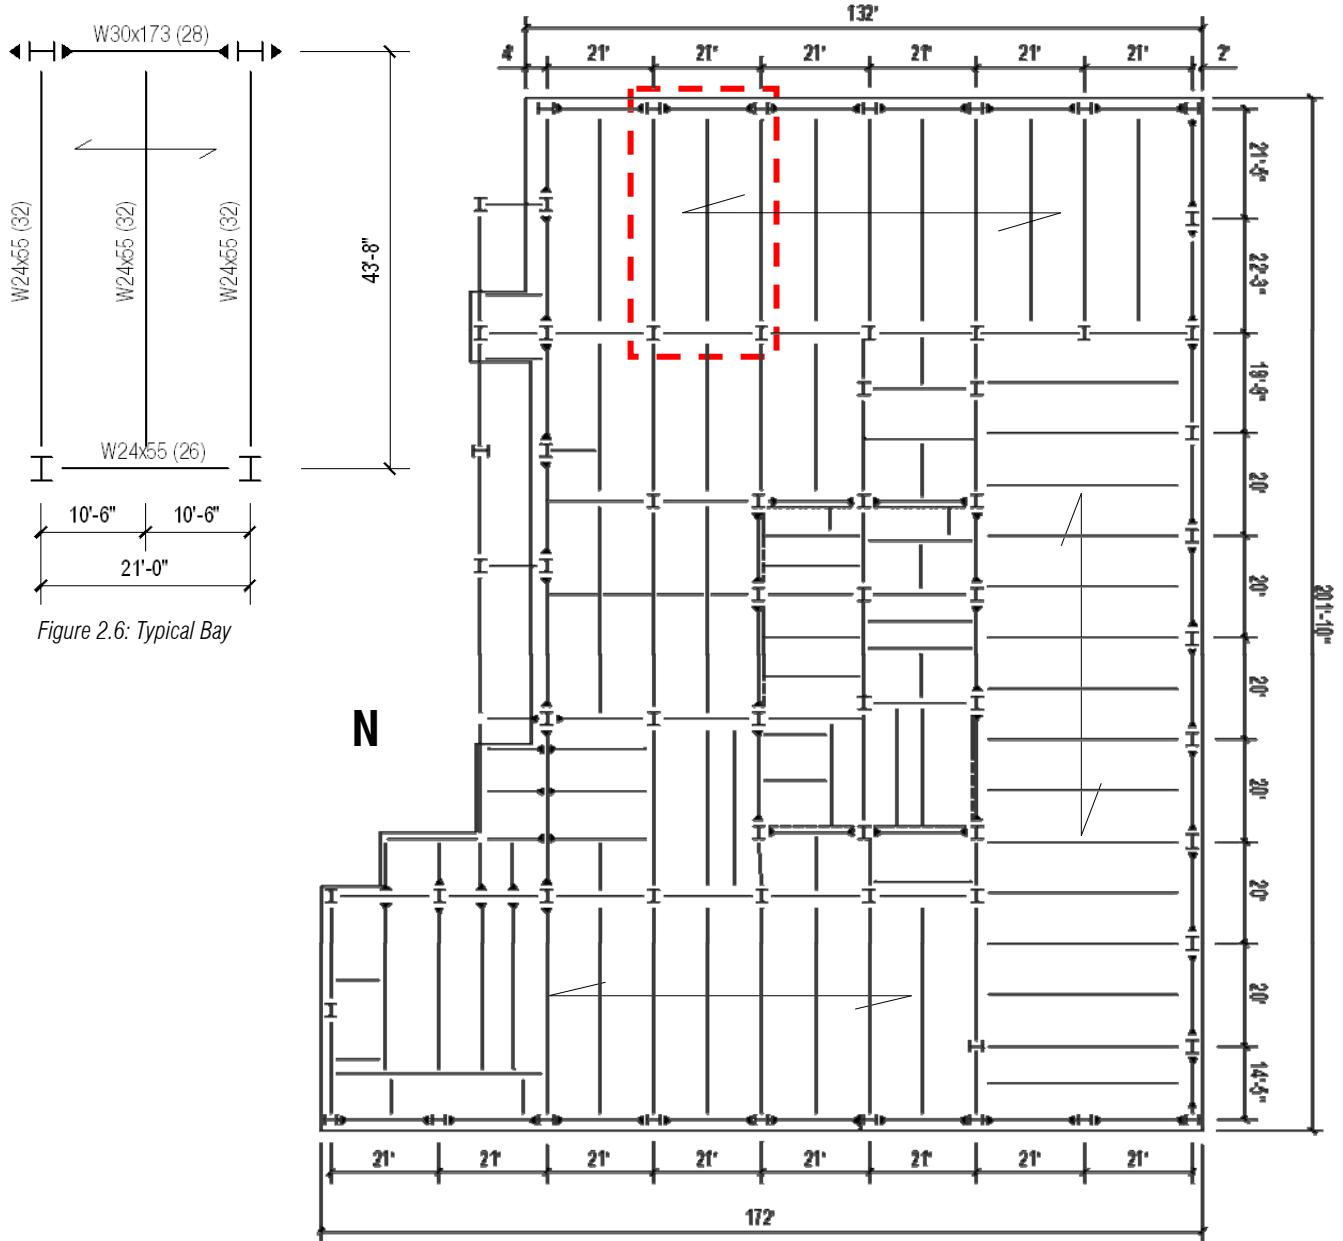 132'
W30x173 (28)
4' 21' 21' 21' 21' 21' 21' 2'
21'-5"
W24x55 (32)
W24x55 (32)
W24x55 (32)
43'-8"
22'-3"
19'-6"
W24x55 (26)
20'
10'-6" 10'-6"
21'-0"
20'
201'-10"
Figure 2.6: Typical Bay
20'
N
20'
20'
20'
14'-5"
21' 21' 21' 21' 21' 21' 21' 21'
172'